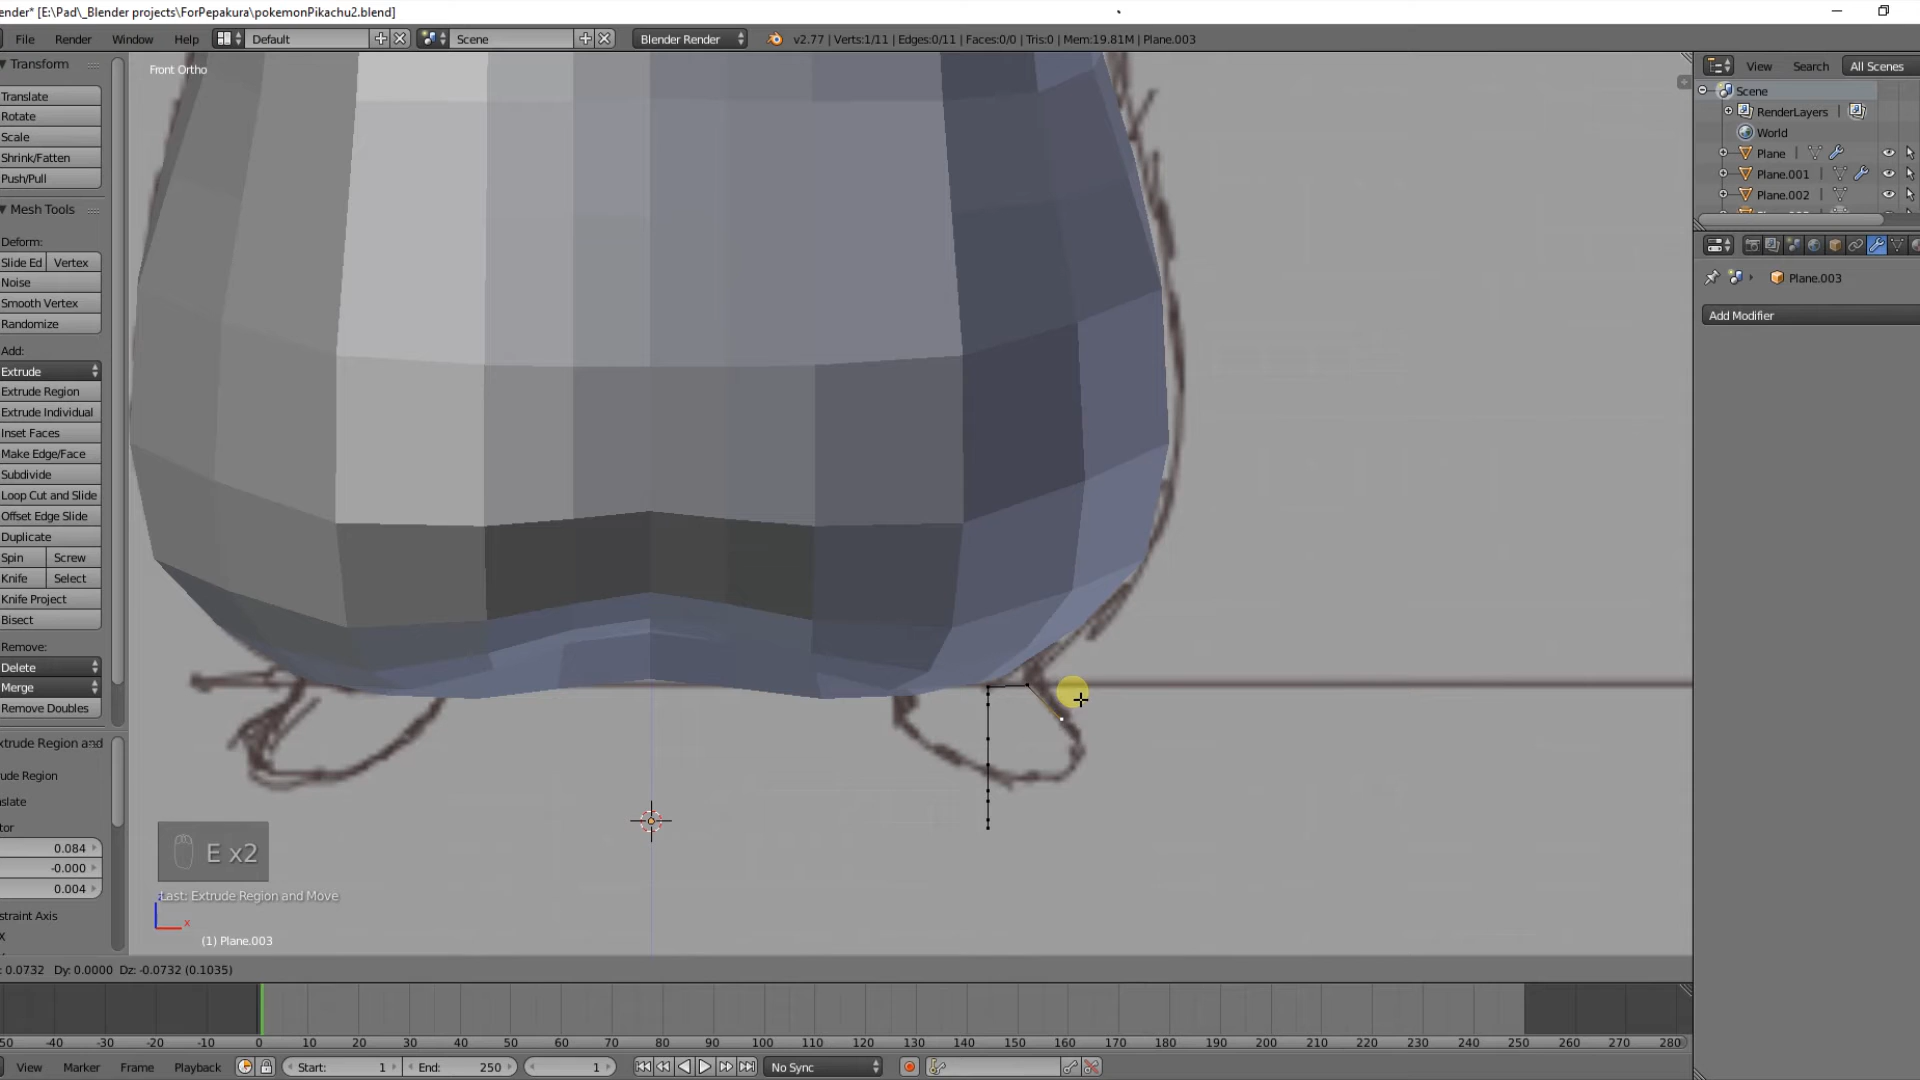 ender* [E:\Pad\_Blender projects\ForPepakura\pokemonPikachu2.blend]
File Render Window Help Default Scene Blender Render v2.77 | Verts:1/11 | Edges:0/11 | Faces:0/0 | Tris:0 | Mem:19.81M | Plane.003
Transform
Translate
Rotate
Scale
Shrink/Fatten
Push/Pull
Mesh Tools
Deform:
Slide Ed Vertex
Noise
Smooth Vertex
Randomize
Add:
Extrude
Extrude Region
Extrude Individual
Inset Faces
Make Edge/Face
Subdivide
Loop Cut and Slide
Offset Edge Slide
Duplicate
Spin Screw
Knife Select
Knife Project
Bisect
Remove:
Delete
Merge
Remove Doubles
xtrude Region and
ude Region
slate
tor
0.084
-0.000
0.004
straint Axis
X
Front Ortho
E x2
Last: Extrude Region and Move
x
(1) Plane.003
: 0.0732 Dy: 0.0000 Dz: -0.0732 (0.1035)
View Search All Scenes
Scene
RenderLayers |
World
Plane |
Plane.001
Plane.002
Plane.003
Add Modifier
50 -40 -30 -20 -10 0 10 20 30 40 50 60 70 80 90 100 110 120 130 140 150 160 170 180 190 200 210 220 230 240 250 260 270 280
View Marker Frame Playback Start: 1 End: 250 1 No Sync